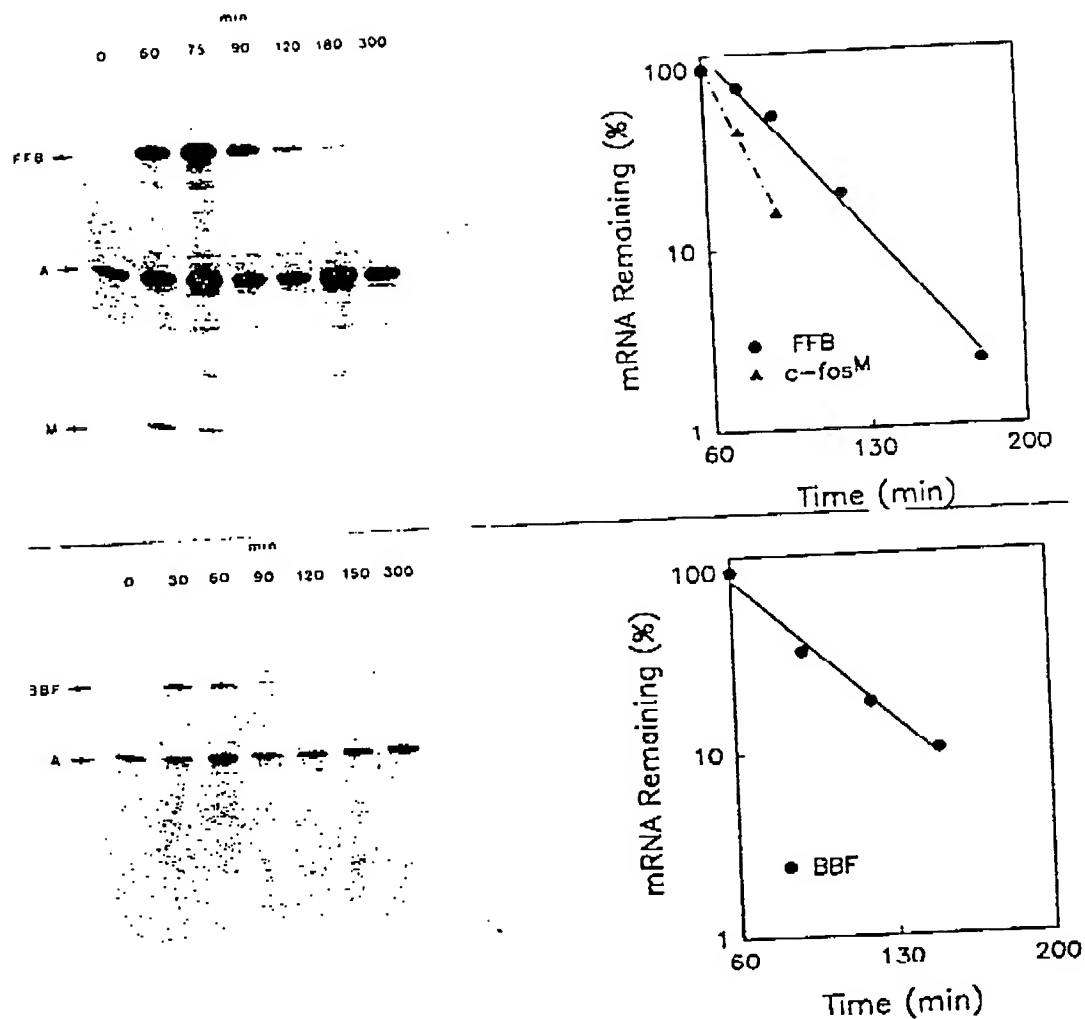 min
0 60 75 90 120 180 300
FFB
A
M
100
10
1
60 130 200
mRNA Remaining (%)
FFB
c-fosM
Time (min)
min
0 30 60 90 120 150 300
BBF
A
100
10
1
60 130 200
mRNA Remaining (%)
BBF
Time (min)